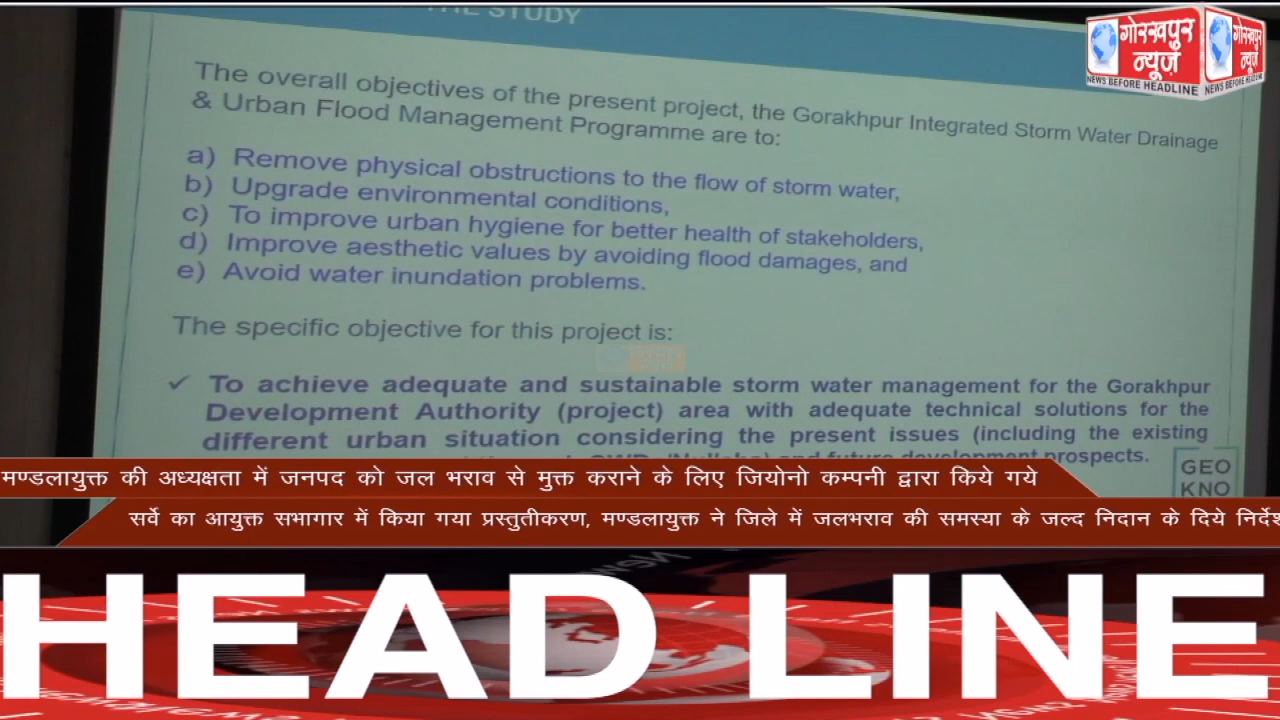 THE STUDY
गोरखपुर
न्यूज़
NEWS BEFORE HEADLINE
गोरखपुर
न्यूज़
NEWS BEFORE HEADLINE
The overall objectives of the present project, the Gorakhpur Integrated Storm Water Drainage
& Urban Flood Management Programme are to:
a) Remove physical obstructions to the flow of storm water,
b) Upgrade environmental conditions,
c) To improve urban hygiene for better health of stakeholders,
d) Improve aesthetic values by avoiding flood damages, and
e) Avoid water inundation problems.
The specific objective for this project is:
✓ To achieve adequate and sustainable storm water management for the Gorakhpur
Development Authority (project) area with adequate technical solutions for the
different urban situation considering the present issues (including the existing
and future development prospects.
GEO
KNO
मण्डलायुक्त की अध्यक्षता में जनपद को जल भराव से मुक्त कराने के लिए जियोनो कम्पनी द्वारा किये गये
सर्वे का आयुक्त सभागार में किया गया प्रस्तुतीकरण, मण्डलायुक्त ने जिले में जलभराव की समस्या के जल्द निदान के दिये निर्देश
HEAD LINE